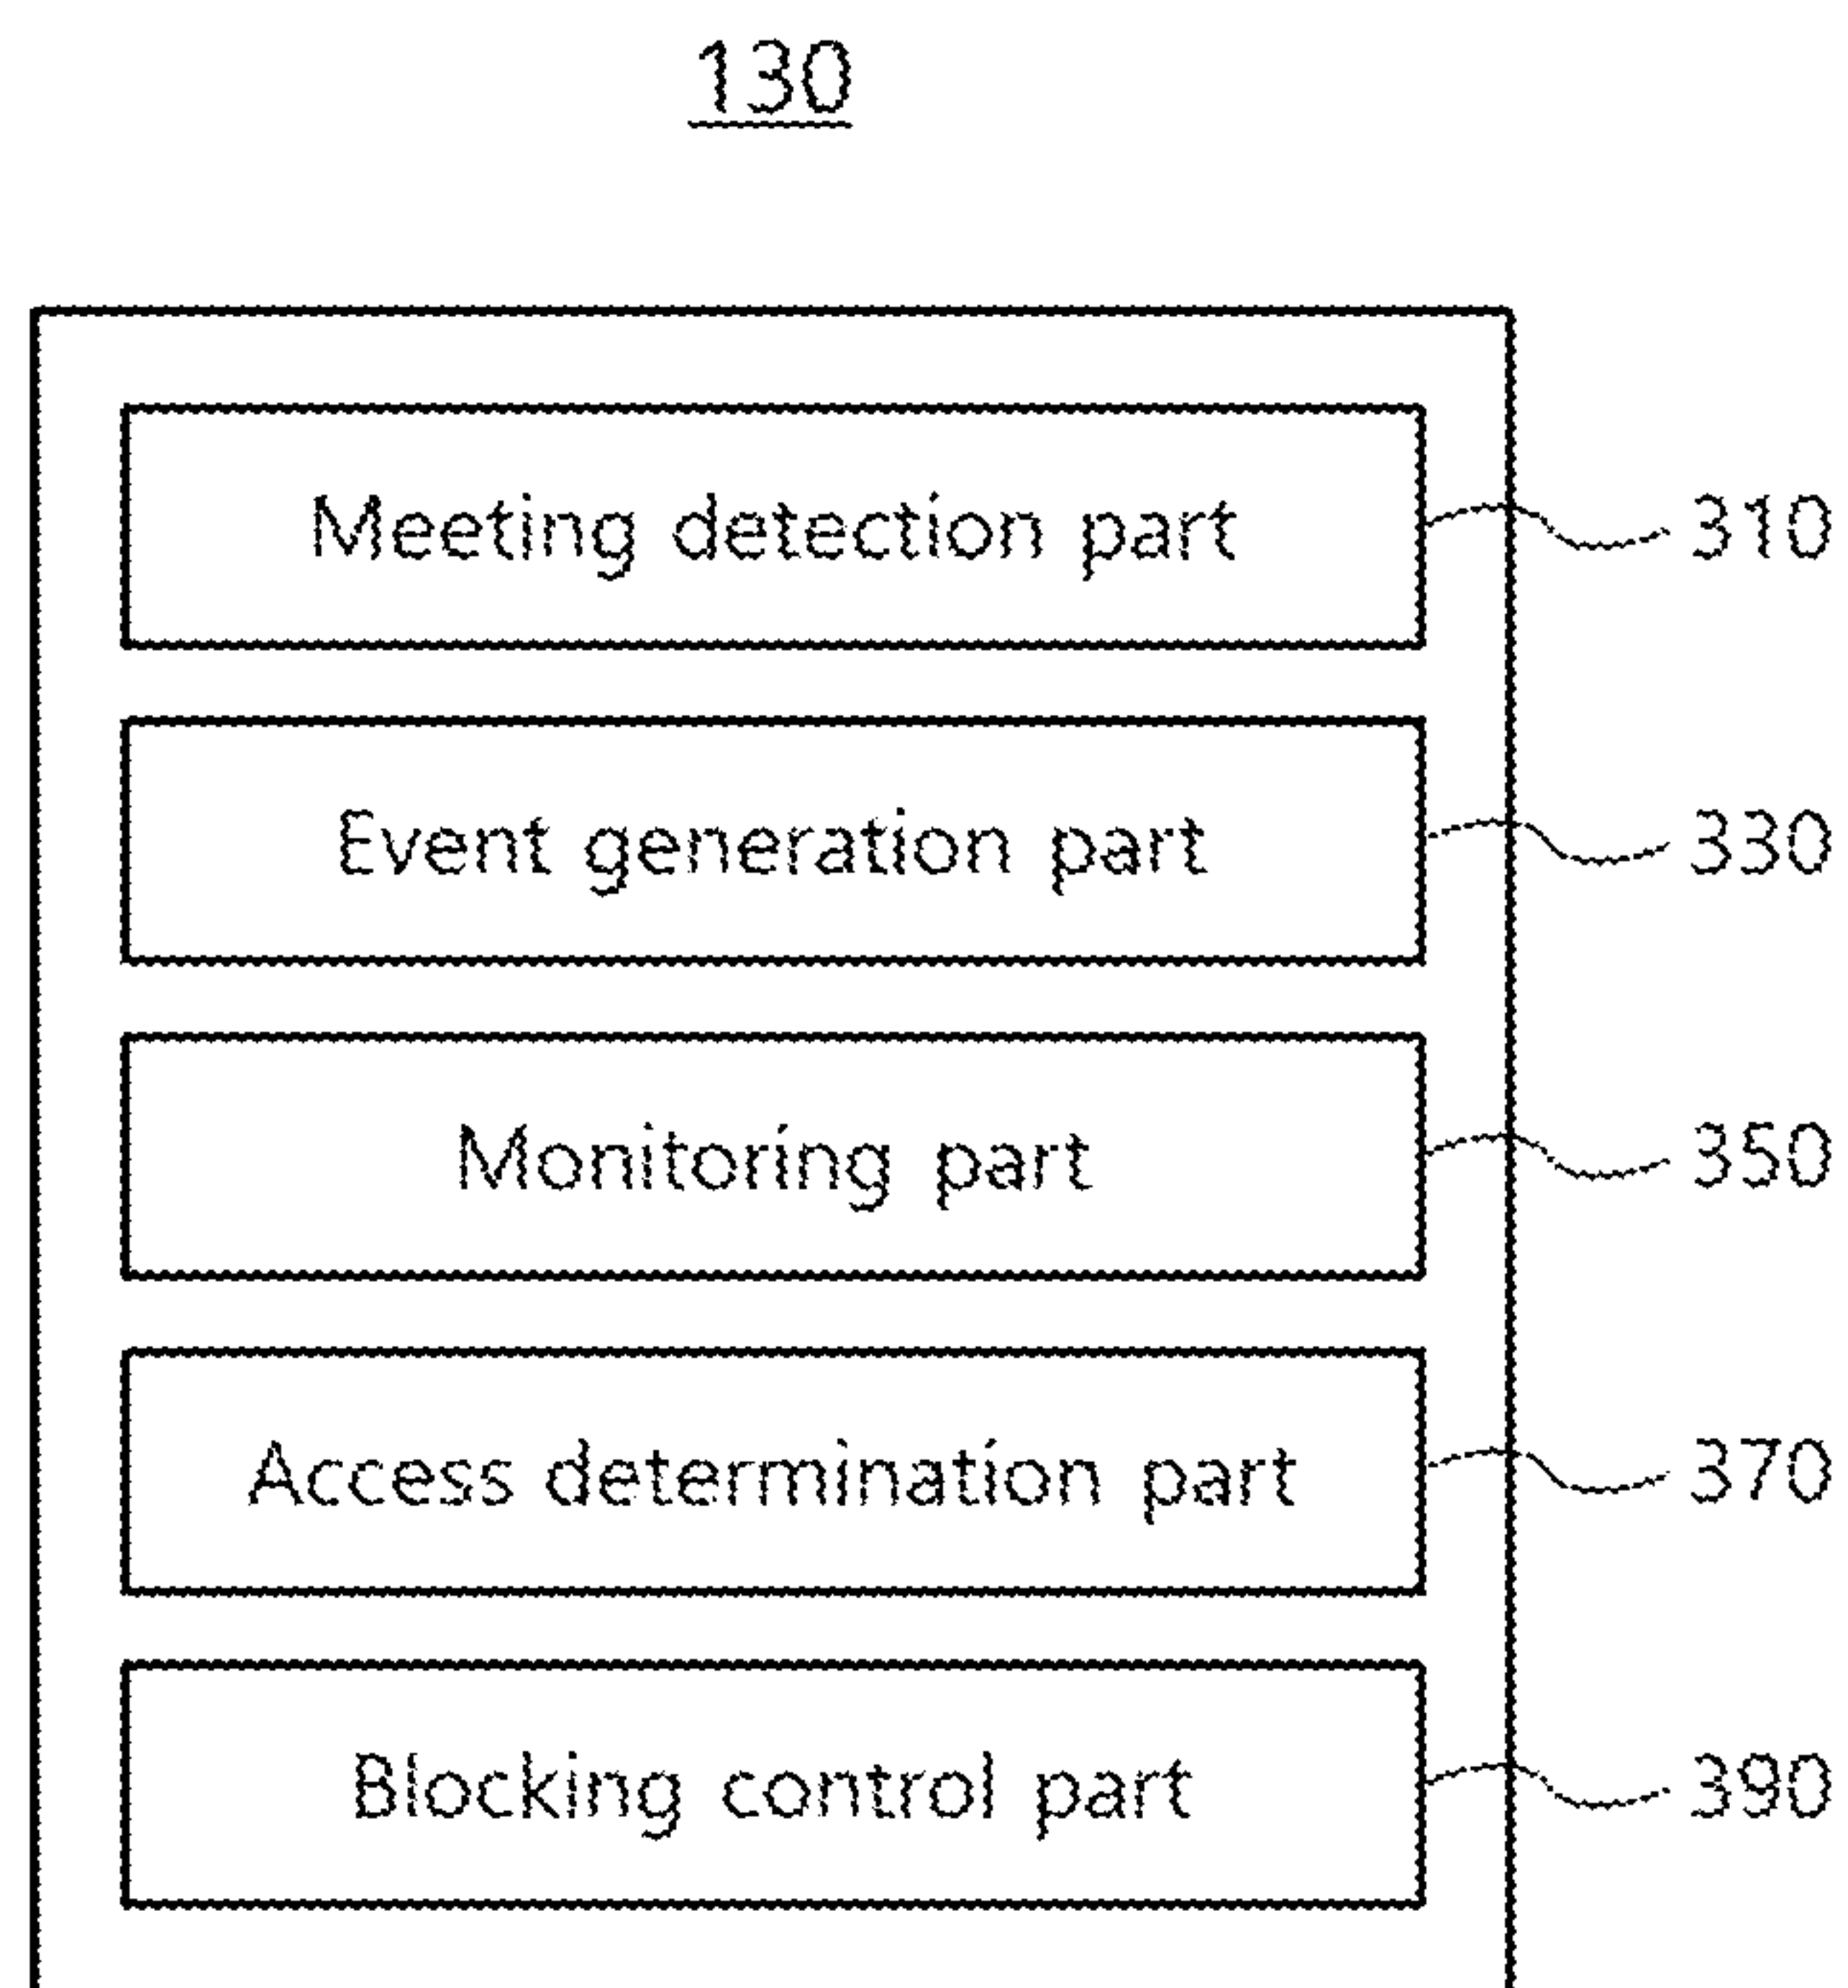 130
Meeting detection part 310
Event generation part 330
Monitoring part 350
Access determination part 370
Blocking control part 390